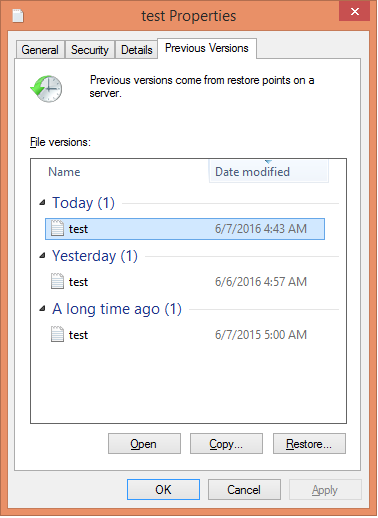 test Properties
General Security Details Previous Versions
Previous versions come from restore points on a
server.
File versions:
Name Date modified
Today (1)
test 6/7/2016 4:43 AM
Yesterday (1)
test 6/6/2016 4:57 AM
A long time ago (1)
test 6/7/2015 5:00 AM
Open Copy... Restore...
OK Cancel Apply